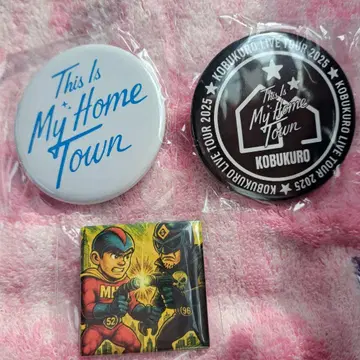 This Is
My Home
Town
KOBUKURO LIVE TOUR 2025
KOBUKURO LIVE TOUR 2025
This Is
My Home
Town
KOBUKURO
52
96